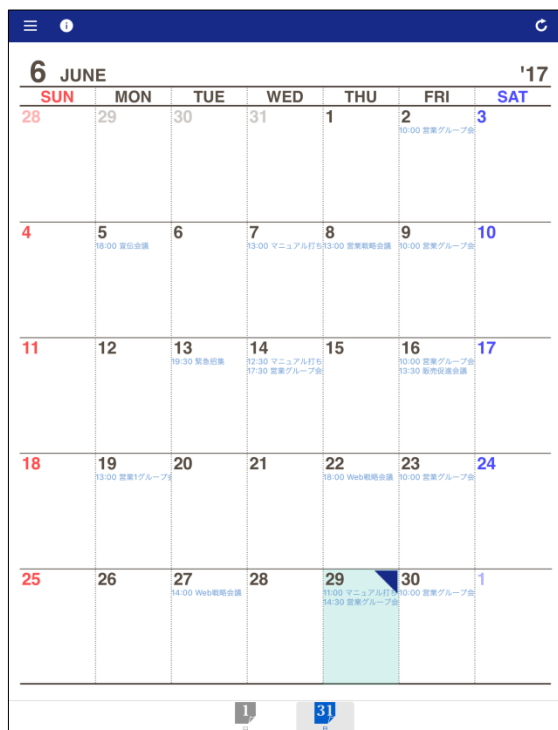 6 JUNE '17
SUN MON TUE WED THU FRI SAT
28 29 30 31 1 2 3
10:00 営業グループ会
4 5 6 7 8 9 10
18:00 宣伝会議 13:00 マニュアル打ち 13:00 営業戦略会議 10:00 営業グループ会
11 12 13 14 15 16 17
19:30 緊急招集 12:30 マニュアル打ち 10:00 営業グループ会
17:30 営業グループ会 13:30 販売促進会議
18 19 20 21 22 23 24
13:00 営業1グループ会 18:00 Web戦略会議 10:00 営業グループ会
25 26 27 28 29 30 1
14:00 Web戦略会議 11:00 マニュアル打ち 10:00 営業グループ会
14:30 営業グループ会
1 31
日 月